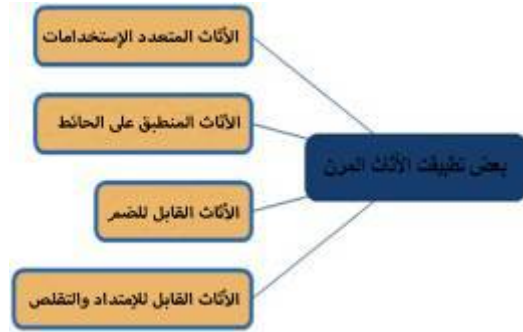 بعض تطبيقات الأثاث المرن
الأثاث المتعدد الإستخدامات
الأثاث المنطبق على الحائط
الأثاث القابل للضم
الأثاث القابل للإمتداد والتقلص